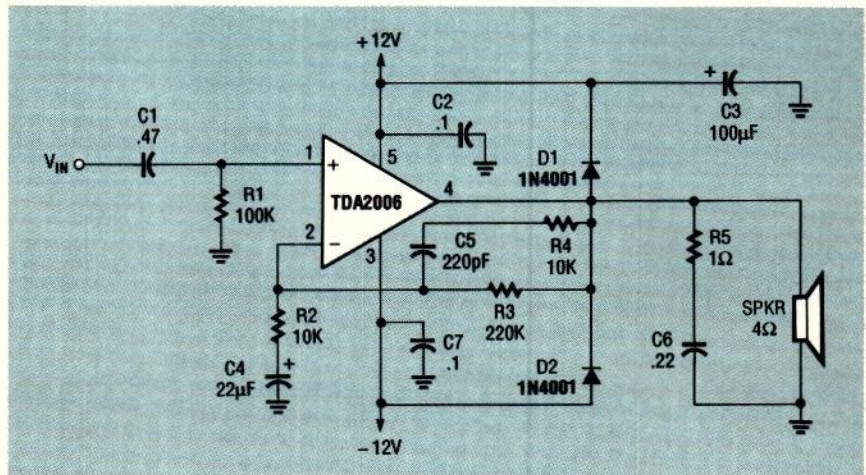 +12V
C1
.47
C2
.1
+
C3
100µF
VIN
1
+
5
D1
1N4001
R1
100K
TDA2006
4
2
−
3
C5
220pF
R4
10K
R5
1Ω
R2
10K
R3
220K
SPKR
4Ω
C7
.1
D2
1N4001
C6
.22
C4
22µF
+
−12V